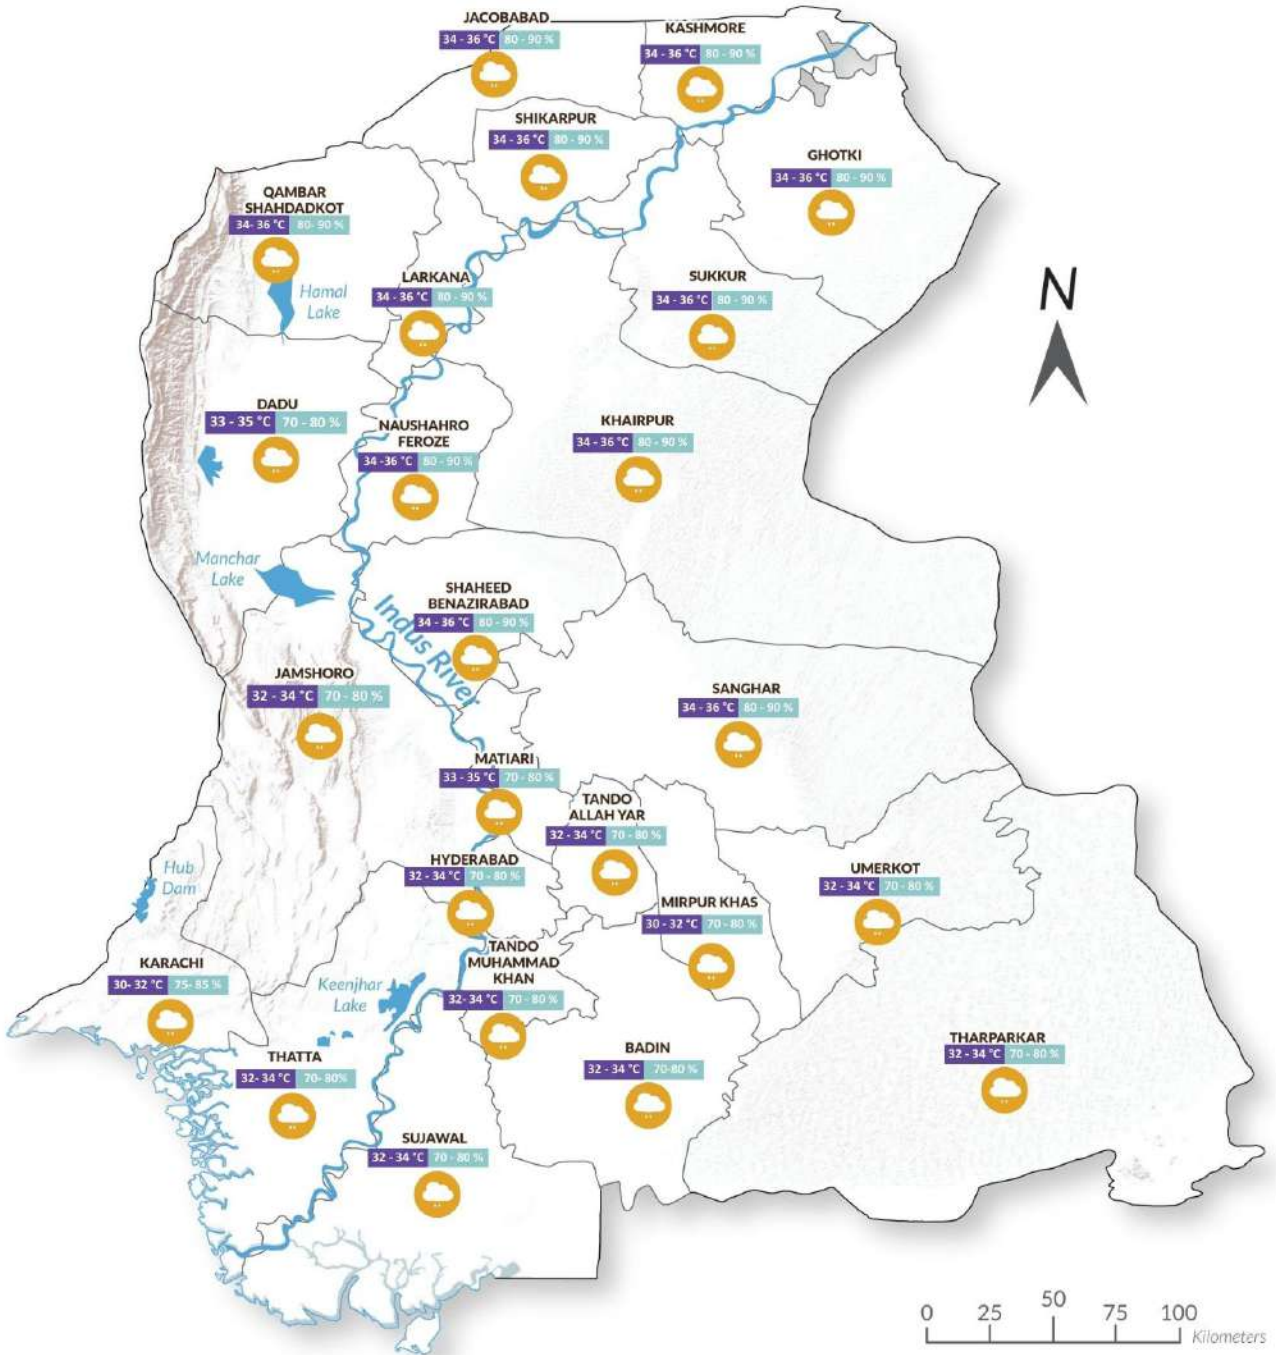 JACOBABAD
34 - 36 °C 80 - 90 %
KASHMORE
34 - 36 °C 80 - 90 %
SHIKARPUR
34 - 36 °C 80 - 90 %
GHOTKI
34 - 36 °C 80 - 90 %
QAMBAR
SHAHDADKOT
34- 36 °C 80- 90 %
Hamal
Lake
LARKANA
34 - 36 °C 80 - 90 %
SUKKUR
34 - 36 °C 80 - 90 %
N
DADU
33 - 35 °C 70 - 80 %
NAUSHAHRO
FEROZE
34 -36 °C 80 - 90 %
KHAIRPUR
34 - 36 °C 80 - 90 %
Manchar
Lake
SHAHEED
BENAZIRABAD
34 - 36 °C 80 - 90 %
Indus River
JAMSHORO
32 - 34 °C 70 - 80 %
SANGHAR
34 - 36 °C 80 - 90 %
MATIARI
33 - 35 °C 70 - 80 %
TANDO
ALLAH YAR
32 - 34 °C 70 - 80 %
HYDERABAD
32 - 34 °C 70 - 80 %
UMERKOT
32 - 34 °C 70 - 80 %
Hub
Dam
MIRPUR KHAS
30 - 32 °C 70 - 80 %
KARACHI
30- 32 °C 75- 85 %
Keenjhar
Lake
TANDO
MUHAMMAD
KHAN
32- 34 °C 70 - 80 %
THATTA
32- 34 °C 70- 80%
BADIN
32 - 34 °C 70-80 %
THARPARKAR
32 - 34 °C 70 - 80 %
SUJAWAL
32 - 34 °C 70 - 80 %
0 25 50 75 100
Kilometers